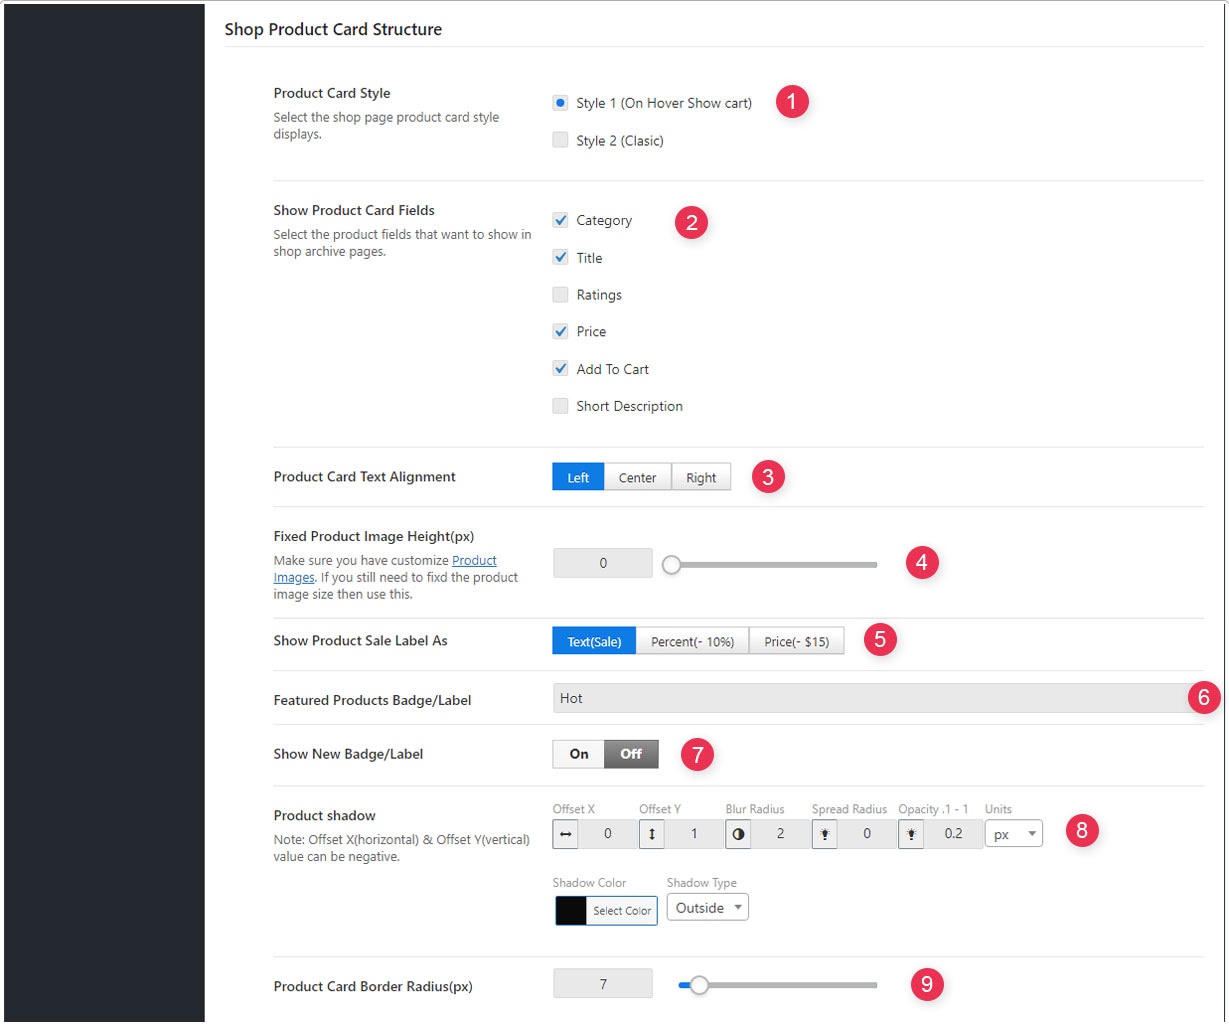 Shop Product Card Structure
Product Card Style
Select the shop page product card style
displays.
Style 1 (On Hover Show cart)
1
Style 2 (Clasic)
Show Product Card Fields
Select the product fields that want to show in
shop archive pages.
Category
2
Title
Ratings
Price
Add To Cart
Short Description
Product Card Text Alignment
Left Center Right
3
Fixed Product Image Height(px)
Make sure you have customize Product
Images. If you still need to fixd the product
image size then use this.
0
4
Show Product Sale Label As
Text(Sale) Percent(- 10%) Price(- $15)
5
Featured Products Badge/Label
Hot
6
Show New Badge/Label
On Off
7
Product shadow
Note: Offset X(horizontal) & Offset Y(vertical)
value can be negative.
Offset X Offset Y Blur Radius Spread Radius Opacity .1 - 1 Units
0 1 2 0 0.2 px
8
Shadow Color Shadow Type
Select Color Outside
Product Card Border Radius(px)
7
9